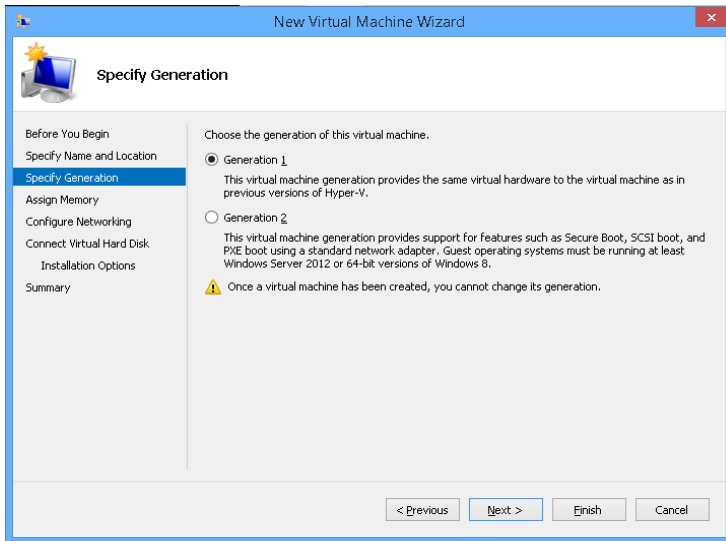 New Virtual Machine Wizard
Specify Generation
Before You Begin
Specify Name and Location
Specify Generation
Assign Memory
Configure Networking
Connect Virtual Hard Disk
Installation Options
Summary
Choose the generation of this virtual machine.
Generation 1
This virtual machine generation provides the same virtual hardware to the virtual machine as in
previous versions of Hyper-V.
Generation 2
This virtual machine generation provides support for features such as Secure Boot, SCSI boot, and
PXE boot using a standard network adapter. Guest operating systems must be running at least
Windows Server 2012 or 64-bit versions of Windows 8.
Once a virtual machine has been created, you cannot change its generation.
< Previous
Next >
Finish
Cancel